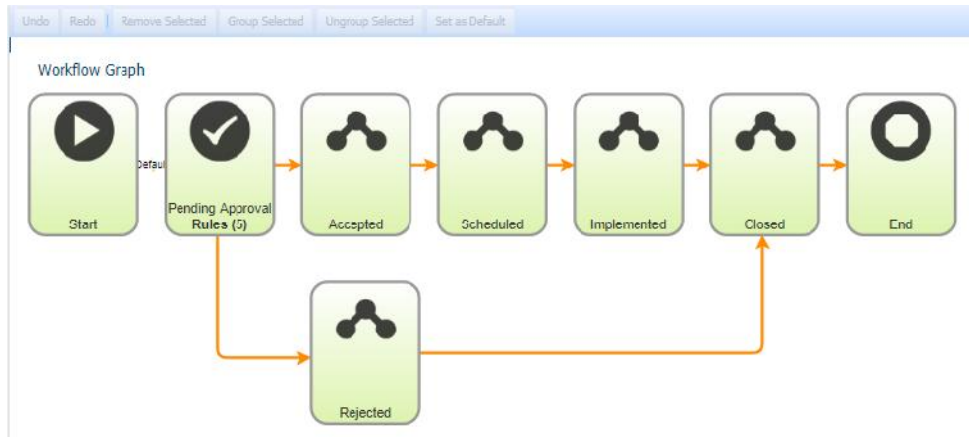 Undo Redo Remove Selected Group Selected Ungroup Selected Set as Default
Workflow Graph
Start
Defaul
Pending Approval
Rules (5)
Accepted
Scheduled
Implemented
Closed
End
Rejected